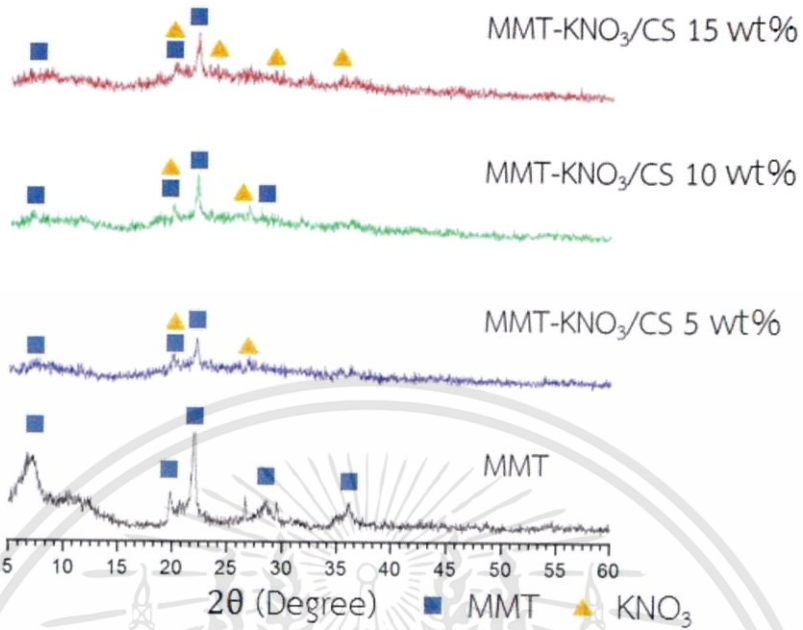 MMT-KNO₃/CS 15 wt%
MMT-KNO₃/CS 10 wt%
MMT-KNO₃/CS 5 wt%
MMT
5 10 15 20 25 30 35 40 45 50 55 60
2θ (Degree) MMT KNO₃